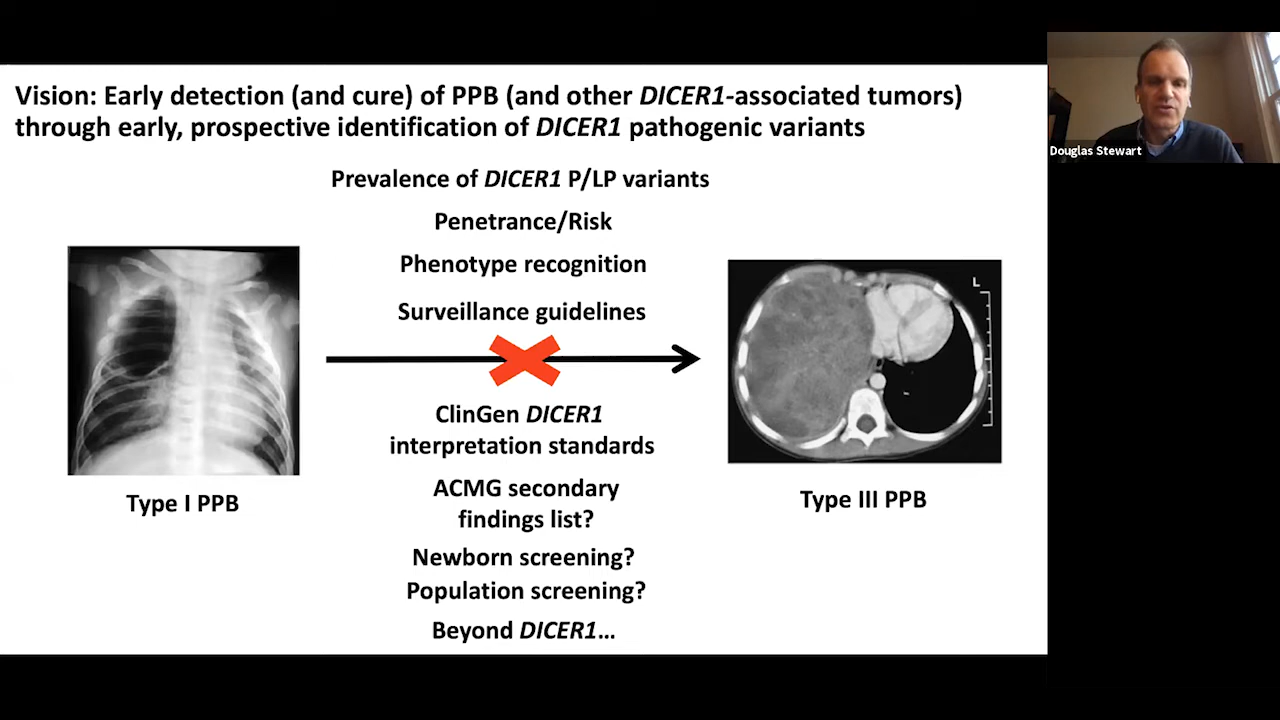 Vision: Early detection (and cure) of PPB (and other DICER1-associated tumors)
through early, prospective identification of DICER1 pathogenic variants
Prevalence of DICER1 P/LP variants
Penetrance/Risk
Phenotype recognition
Surveillance guidelines
ClinGen DICER1
interpretation standards
ACMG secondary
findings list?
Newborn screening?
Population screening?
Beyond DICER1...
Type I PPB
L
Type III PPB
Douglas Stewart